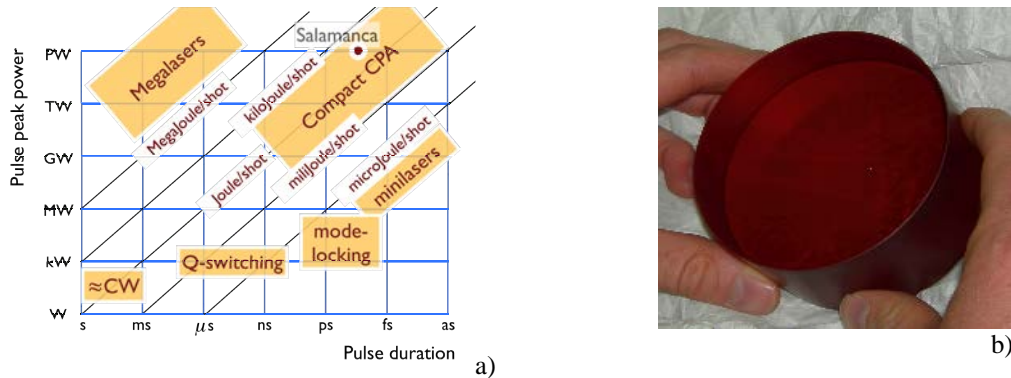 Pulse peak power
PW
TW
GW
MW
kW
W
Salamanca
Megalasers
Compact CPA
Megajoule/shot
kilojoule/shot
Joule/shot
milijoule/shot
microJoule/shot
minilasers
mode-
locking
Q-switching
≈CW
s ms μs ns ps fs as
Pulse duration
a)
b)